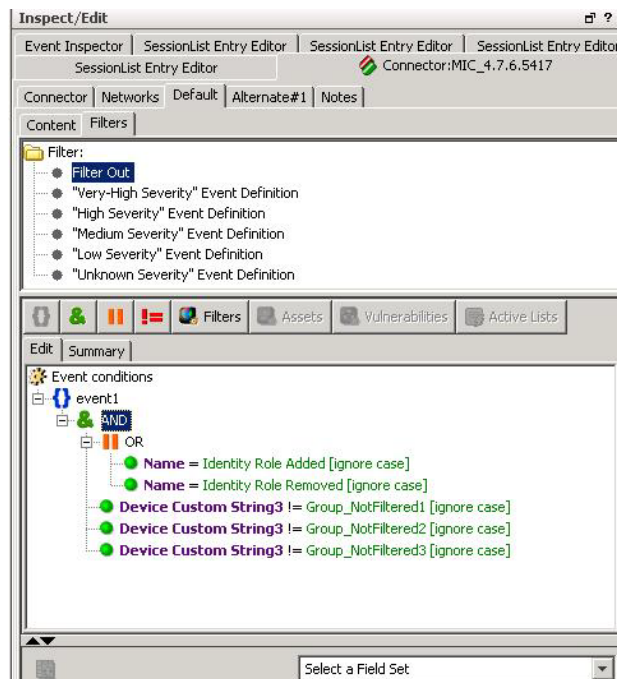 Inspect/Edit
Event Inspector SessionList Entry Editor SessionList Entry Editor SessionList Entry Editor
SessionList Entry Editor Connector:MIC_4.7.6.5417
Connector Networks Default Alternate#1 Notes
Content Filters
Filter:
Filter Out
"Very-High Severity" Event Definition
"High Severity" Event Definition
"Medium Severity" Event Definition
"Low Severity" Event Definition
"Unknown Severity" Event Definition
& != Filters Assets Vulnerabilities Active Lists
Edit Summary
Event conditions
event1
& AND
OR
Name = Identity Role Added [ignore case]
Name = Identity Role Removed [ignore case]
Device Custom String3 != Group_NotFiltered1 [ignore case]
Device Custom String3 != Group_NotFiltered2 [ignore case]
Device Custom String3 != Group_NotFiltered3 [ignore case]
Select a Field Set